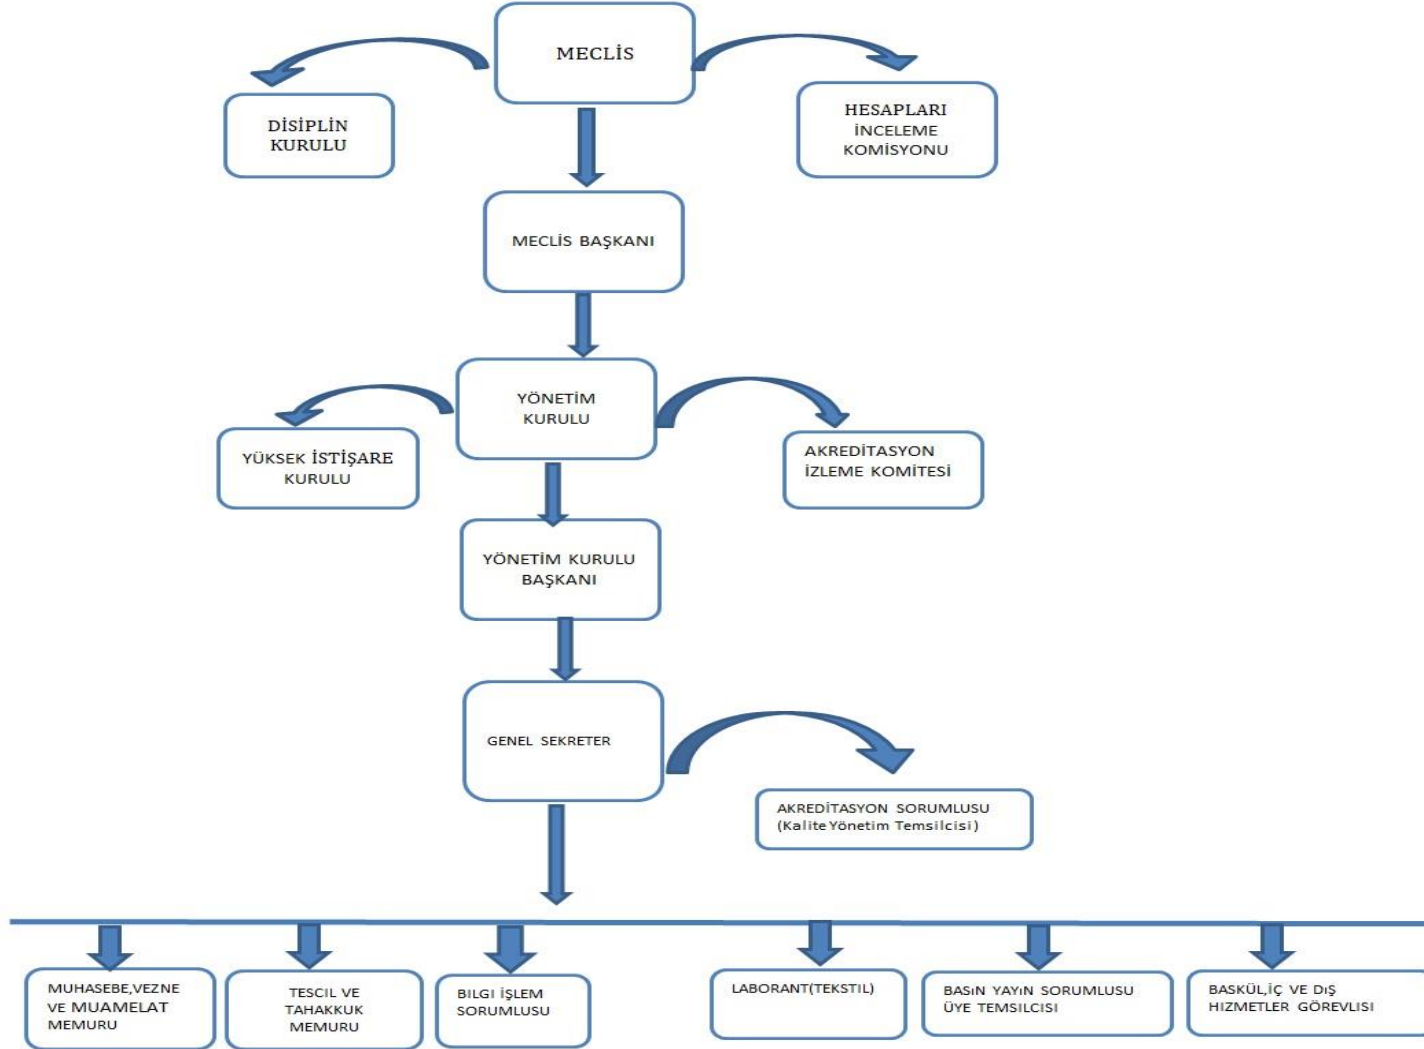 MECLİS
DİSİPLİN
KURULU
HESAPLARI
İNCELEME
KOMİSYONU
MECLİS BAŞKANI
YÖNETİM
KURULU
YÜKSEK İSTİŞARE
KURULU
AKREDİTASYON
İZLEME KOMİTESİ
YÖNETİM KURULU
BAŞKANI
GENEL SEKRETER
AKREDİTASYON SORUMLUSU
(Kalite Yönetim Temsilcisi)
MUHASEBE,VEZNE
VE MUAMELAT
MEMURU
TESCIL VE
TAHAKKUK
MEMURU
BILGI İŞLEM
SORUMLUSU
LABORANT(TEKSTIL)
BASıN YAYıN SORUMLUSU
ÜYE TEMSILCISI
BASKÜL,İÇ VE Dış
HIZMETLER GÖREVLISI